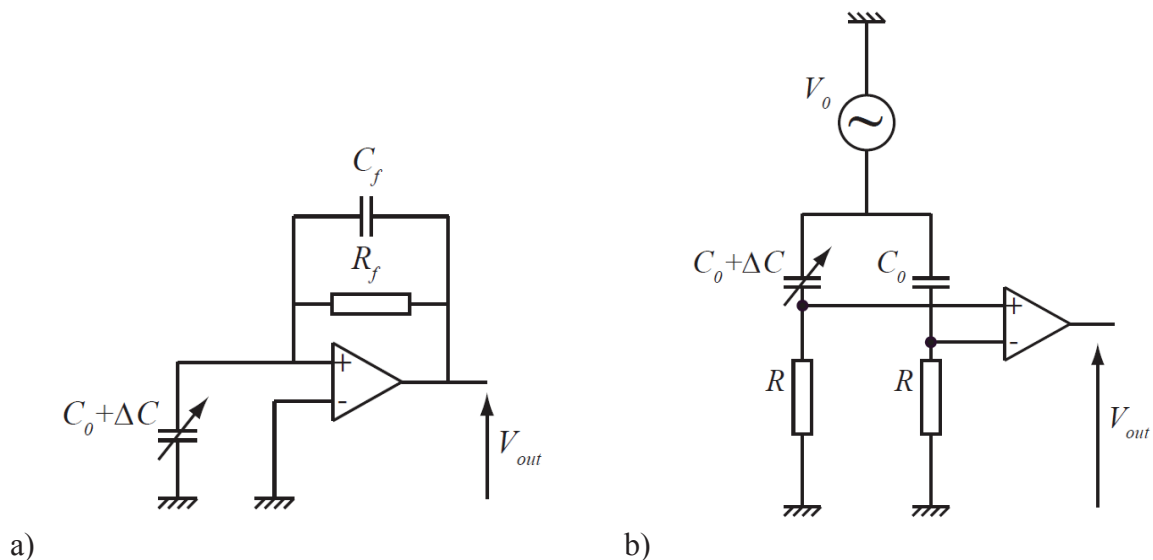 C_f
R_f
+
-
C_0+ΔC
V_out
a)
V_0
C_0+ΔC
C_0
+
-
R
R
V_out
b)